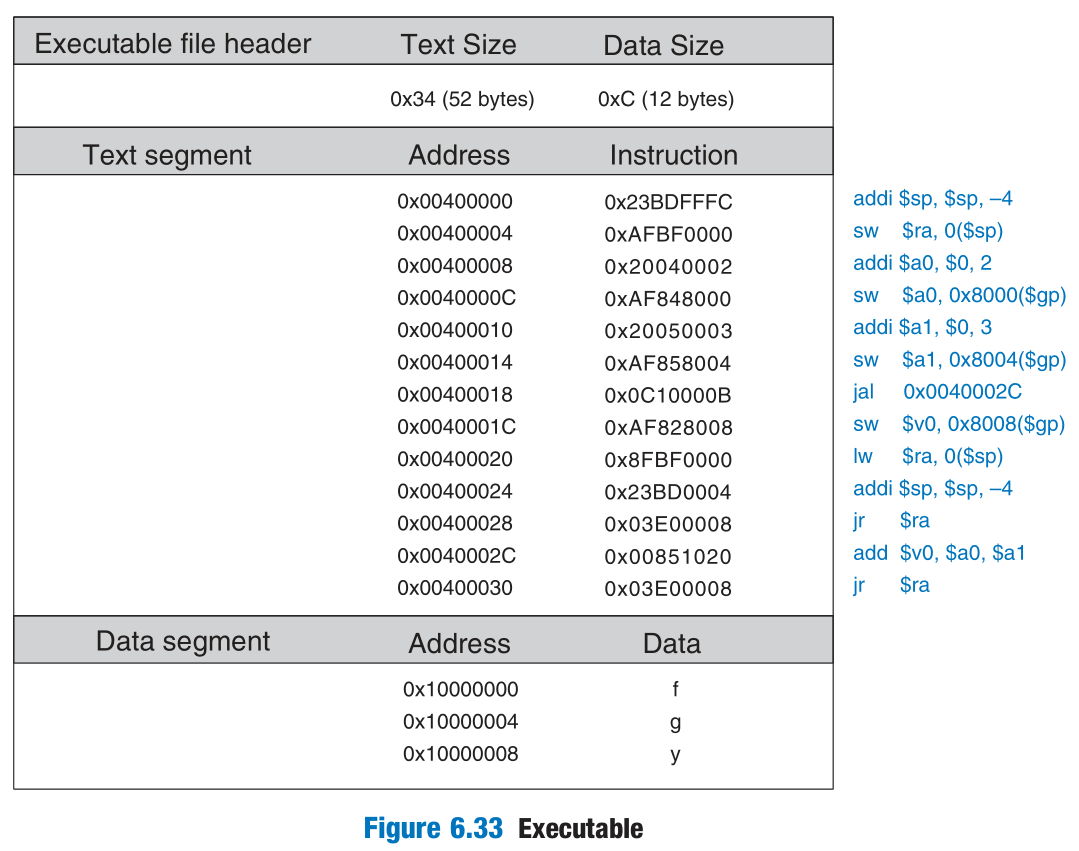 Executable file header Text Size Data Size
0x34 (52 bytes) 0xC (12 bytes)
Text segment Address Instruction
0x00400000 0x23BDFFFC addi $sp, $sp, –4
0x00400004 0xAFBF0000 sw $ra, 0($sp)
0x00400008 0x20040002 addi $a0, $0, 2
0x0040000C 0xAF848000 sw $a0, 0x8000($gp)
0x00400010 0x20050003 addi $a1, $0, 3
0x00400014 0xAF858004 sw $a1, 0x8004($gp)
0x00400018 0x0C10000B jal 0x0040002C
0x0040001C 0xAF828008 sw $v0, 0x8008($gp)
0x00400020 0x8FBF0000 lw $ra, 0($sp)
0x00400024 0x23BD0004 addi $sp, $sp, –4
0x00400028 0x03E00008 jr $ra
0x0040002C 0x00851020 add $v0, $a0, $a1
0x00400030 0x03E00008 jr $ra
Data segment Address Data
0x10000000 f
0x10000004 g
0x10000008 y
Figure 6.33 Executable